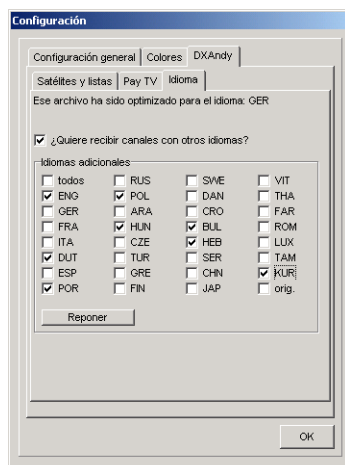 Configuración
Configuración general Colores DXAndy
Satélites y listas Pay TV Idioma
Ese archivo ha sido optimizado para el idioma: GER
¿Quiere recibir canales con otros idiomas?
Idiomas adicionales
todos RUS SWE VIT
ENG POL DAN THA
GER ARA CRO FAR
FRA HUN BUL ROM
ITA CZE HEB LUX
DUT TUR SER TAM
ESP GRE CHN KUR
POR FIN JAP orig.
Reponer
OK